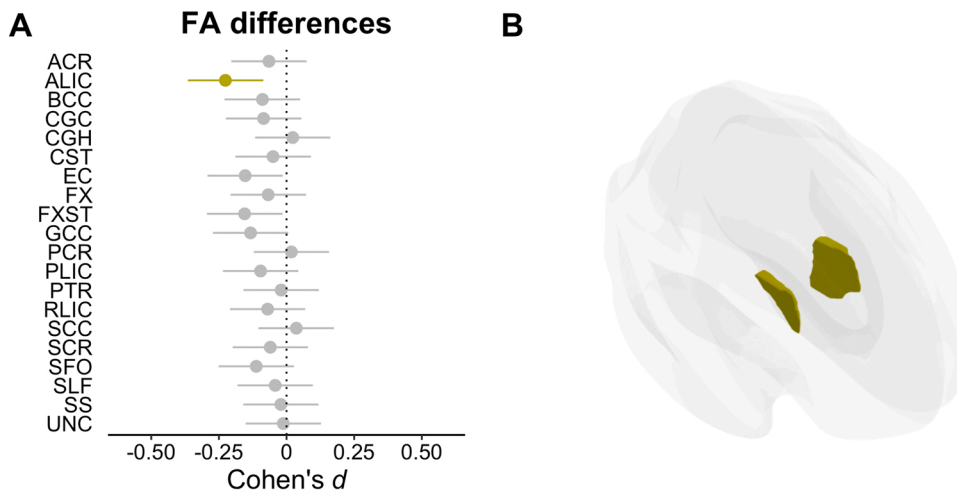 A
FA differences
B
ACR
ALIC
BCC
CGC
CGH
CST
EC
FX
FXST
GCC
PCR
PLIC
PTR
RLIC
SCC
SCR
SFO
SLF
SS
UNC
-0.50 -0.25 0 0.25 0.50
Cohen's d